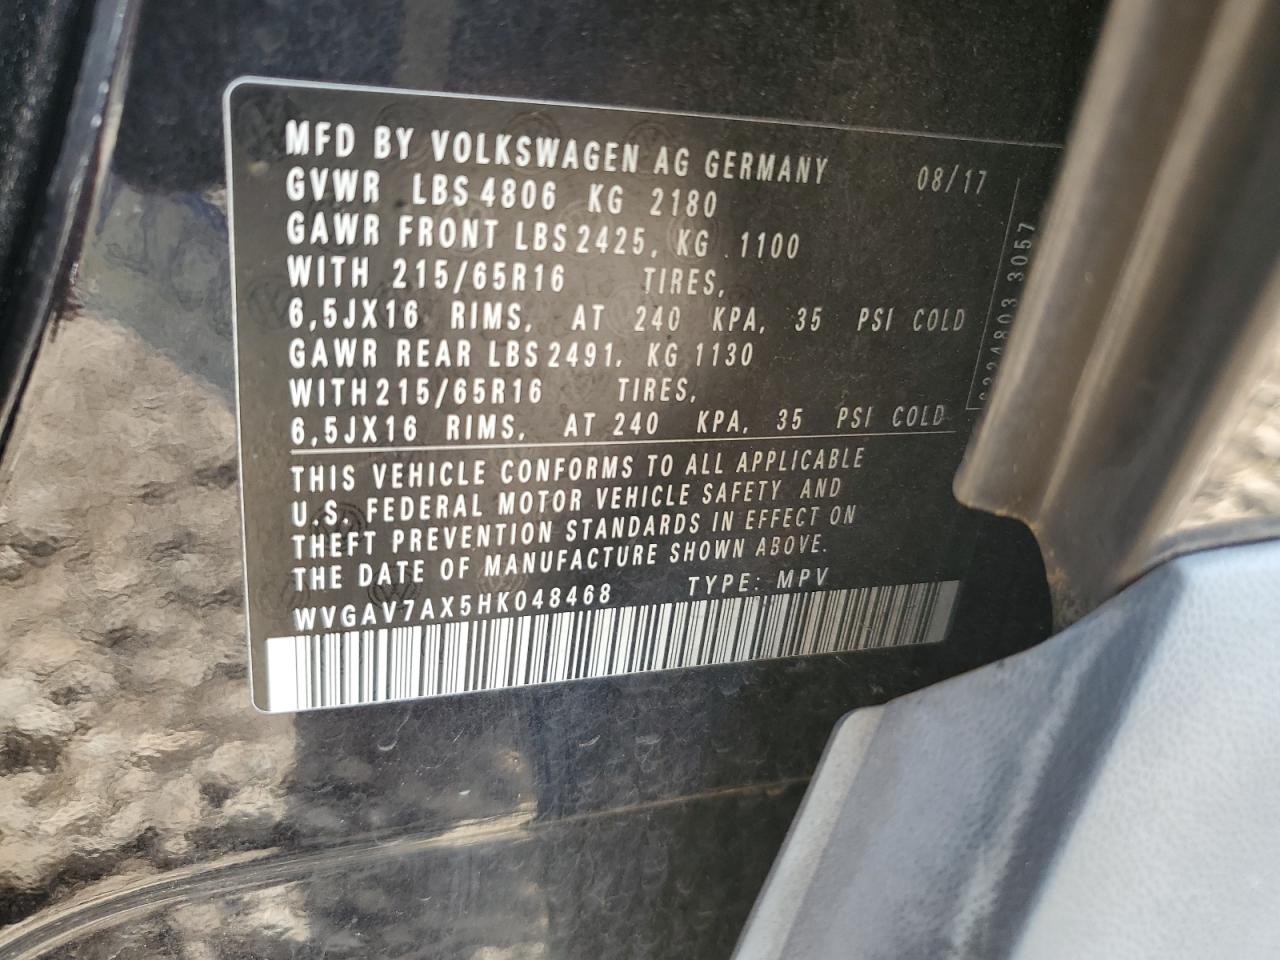 MFD BY VOLKSWAGEN AG GERMANY 08/17
GVWR LBS 4806 KG 2180
GAWR FRONT LBS 2425, KG 1100
WITH 215/65R16 TIRES,
6,5JX16 RIMS, AT 240 KPA, 35 PSI COLD
GAWR REAR LBS 2491, KG 1130
WITH 215/65R16 TIRES,
6,5JX16 RIMS, AT 240 KPA, 35 PSI COLD
THIS VEHICLE CONFORMS TO ALL APPLICABLE
U.S. FEDERAL MOTOR VEHICLE SAFETY AND
THEFT PREVENTION STANDARDS IN EFFECT ON
THE DATE OF MANUFACTURE SHOWN ABOVE.
WVGAV7AX5HK048468 TYPE: MPV
3057